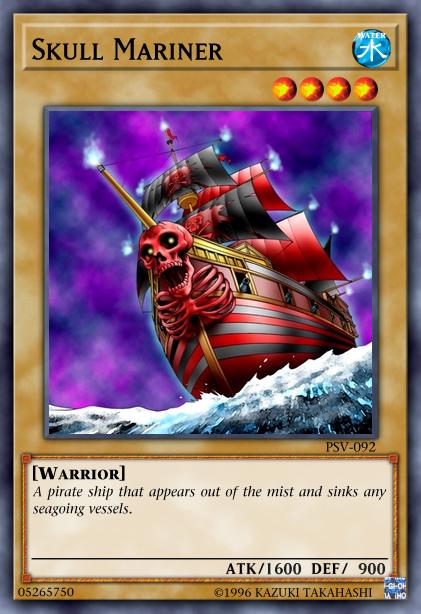 SKULL MARINER
WATER
水
PSV-092
[WARRIOR]
A pirate ship that appears out of the mist and sinks any
seagoing vessels.
ATK/1600 DEF/ 900
05265750
©1996 KAZUKI TAKAHASHI